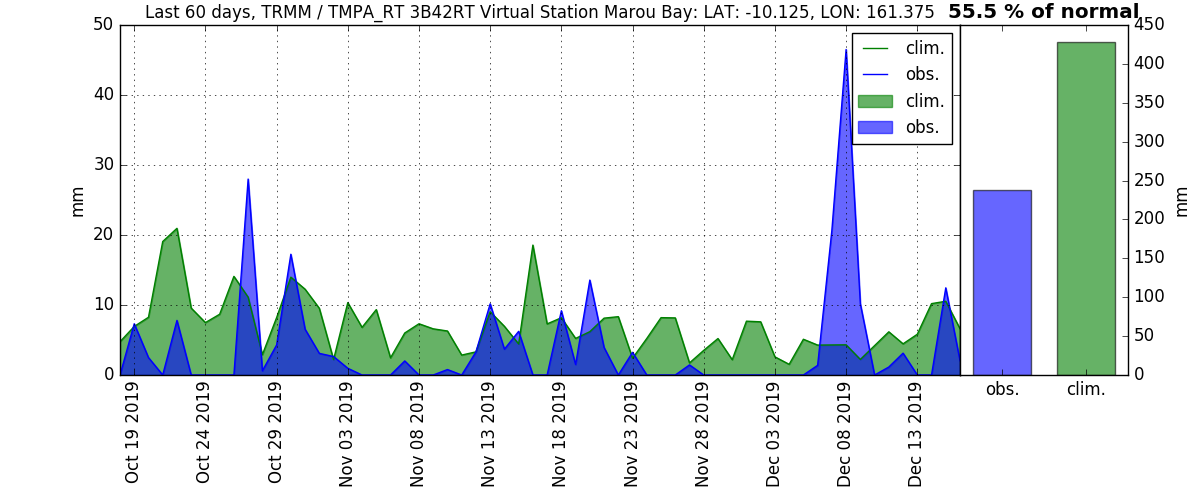 Last 60 days, TRMM / TMPA_RT 3B42RT Virtual Station Marou Bay: LAT: -10.125, LON: 161.375 55.5 % of normal
50
40
30
20
10
0
mm
clim.
obs.
clim.
obs.
450
400
350
300
250
200
150
100
50
0
mm
Oct 19 2019
Oct 24 2019
Oct 29 2019
Nov 03 2019
Nov 08 2019
Nov 13 2019
Nov 18 2019
Nov 23 2019
Nov 28 2019
Dec 03 2019
Dec 08 2019
Dec 13 2019
obs.
clim.